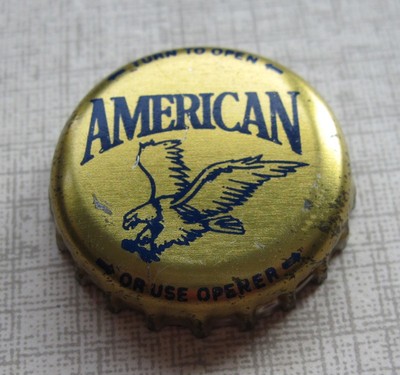 TURN TO OPEN
AMERICAN
OR USE OPENER